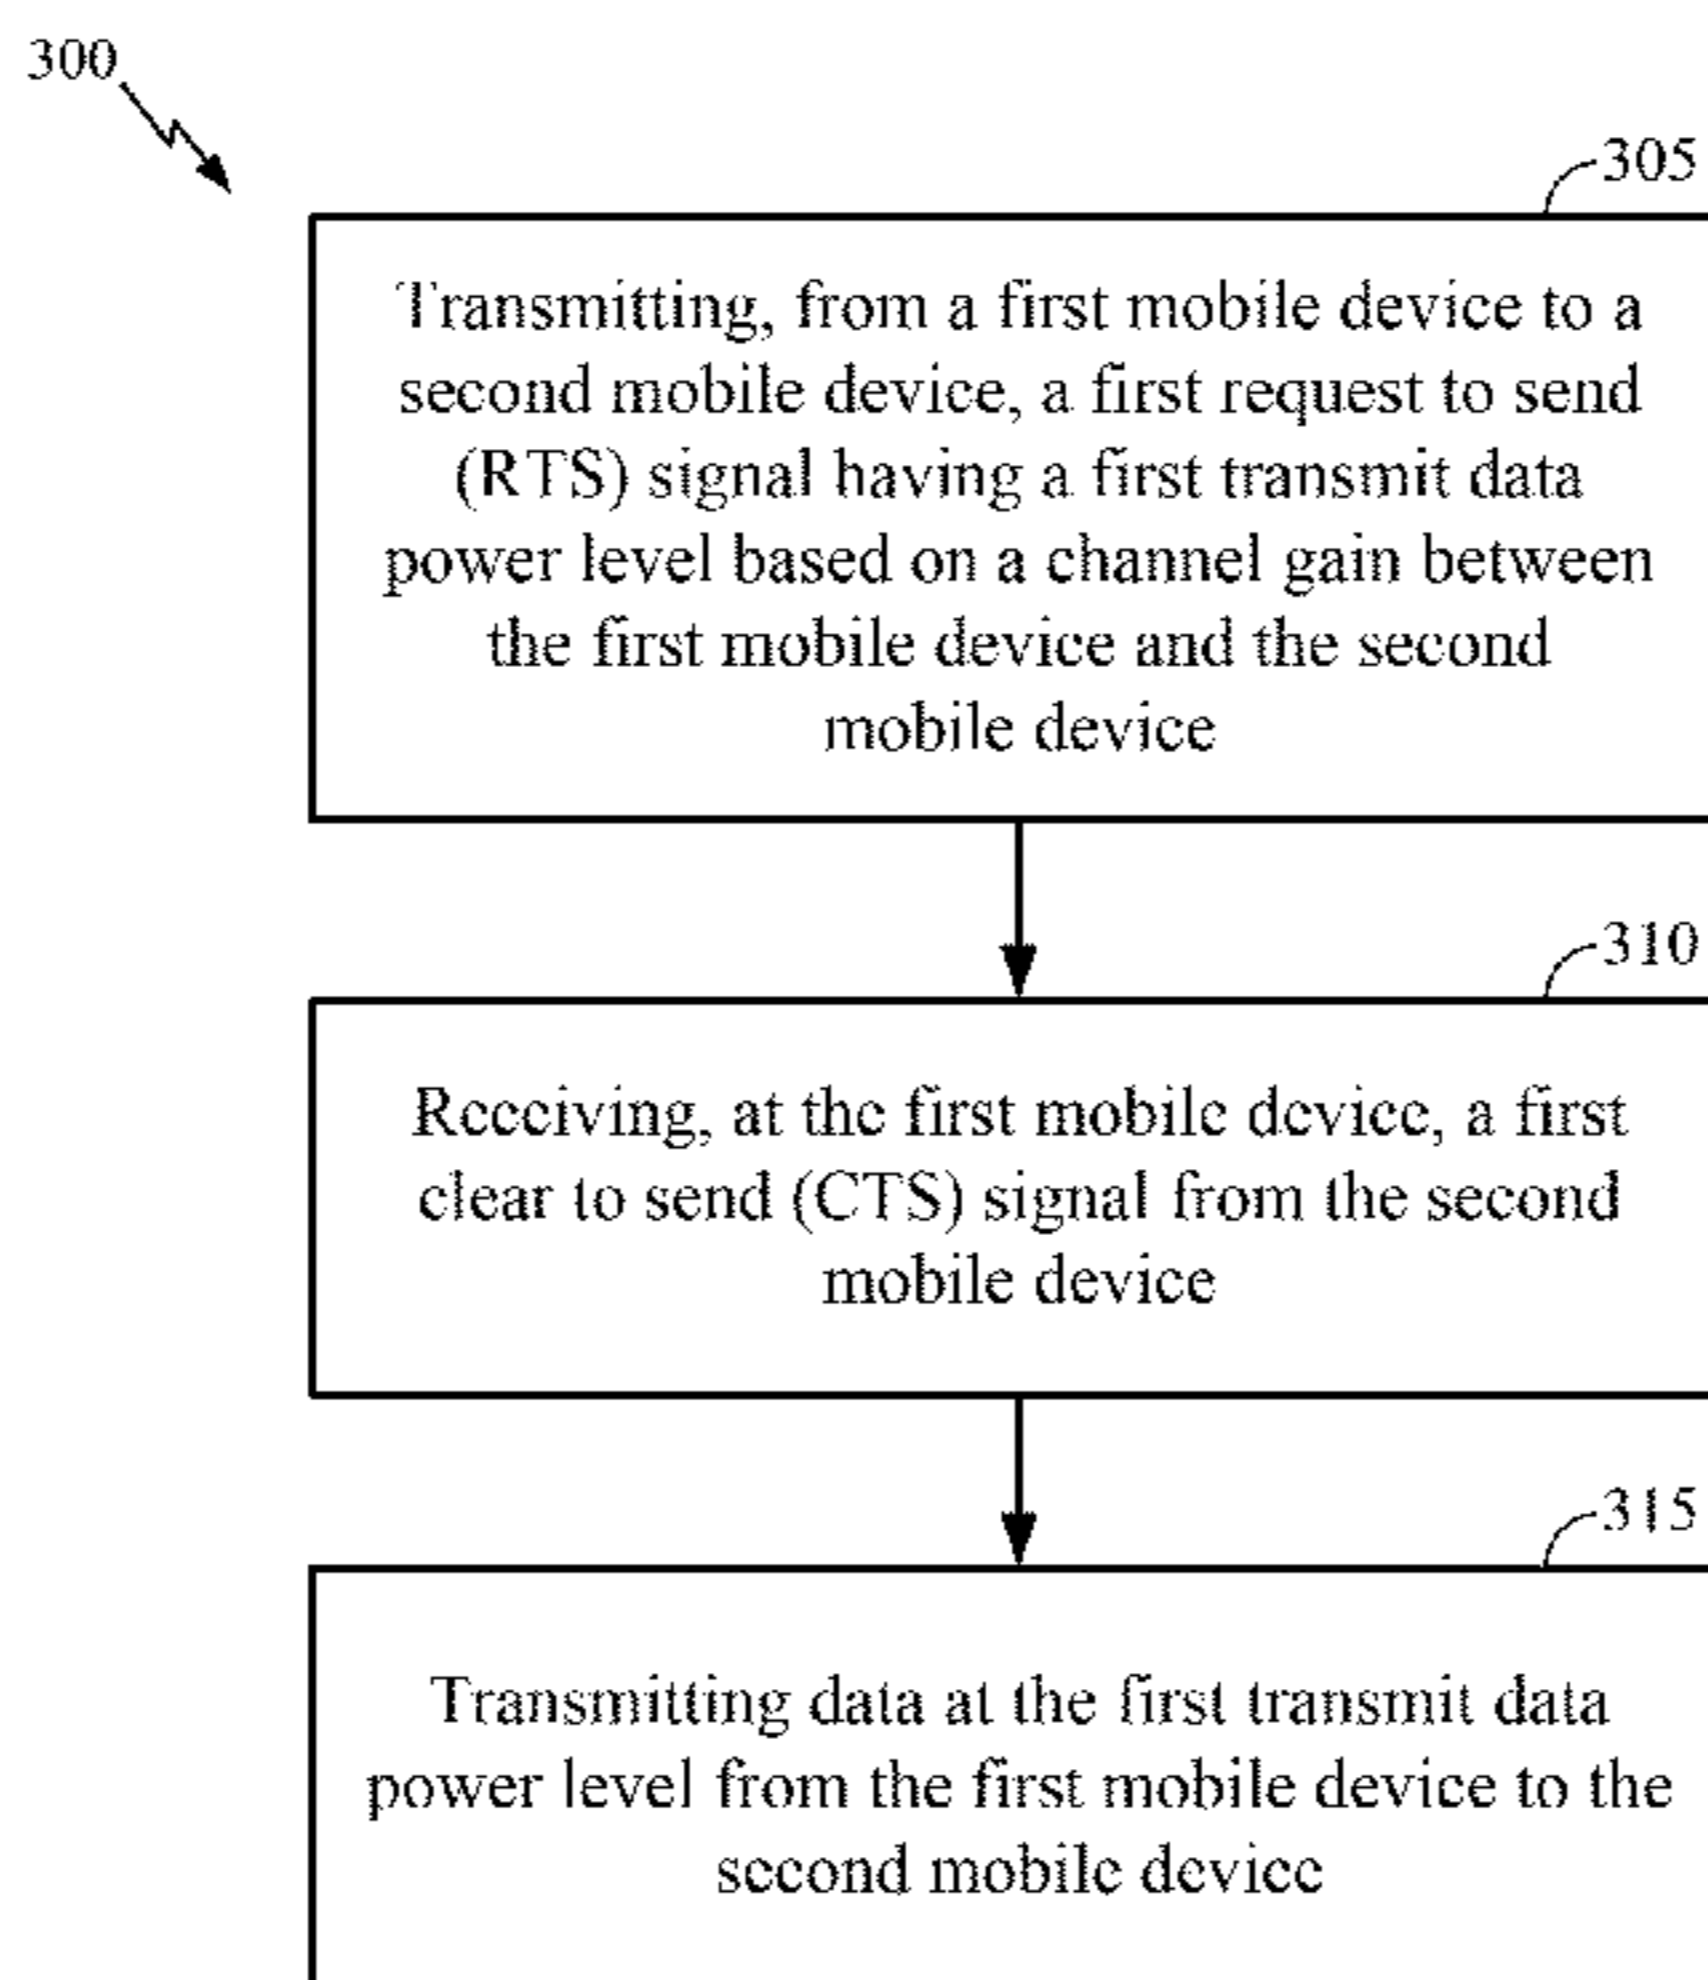 300
305
Transmitting, from a first mobile device to a
second mobile device, a first request to send
(RTS) signal having a first transmit data
power level based on a channel gain between
the first mobile device and the second
mobile device
310
Receiving, at the first mobile device, a first
clear to send (CTS) signal from the second
mobile device
315
Transmitting data at the first transmit data
power level from the first mobile device to the
second mobile device